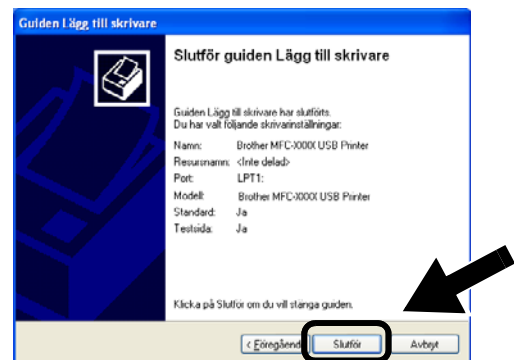 Guiden Lägg till skrivare
Slutför guiden Lägg till skrivare
Guiden Lägg till skrivare har slutförts.
Du har valt följande skrivarinställningar:
Namn: Brother MFC-XXXX USB Printer
Resursnamn: <Inte delad>
Port: LPT1:
Modell: Brother MFC-XXXX USB Printer
Standard: Ja
Testsida: Ja
Klicka på Slutför om du vill stänga guiden.
< Föregående Slutför Avbryt